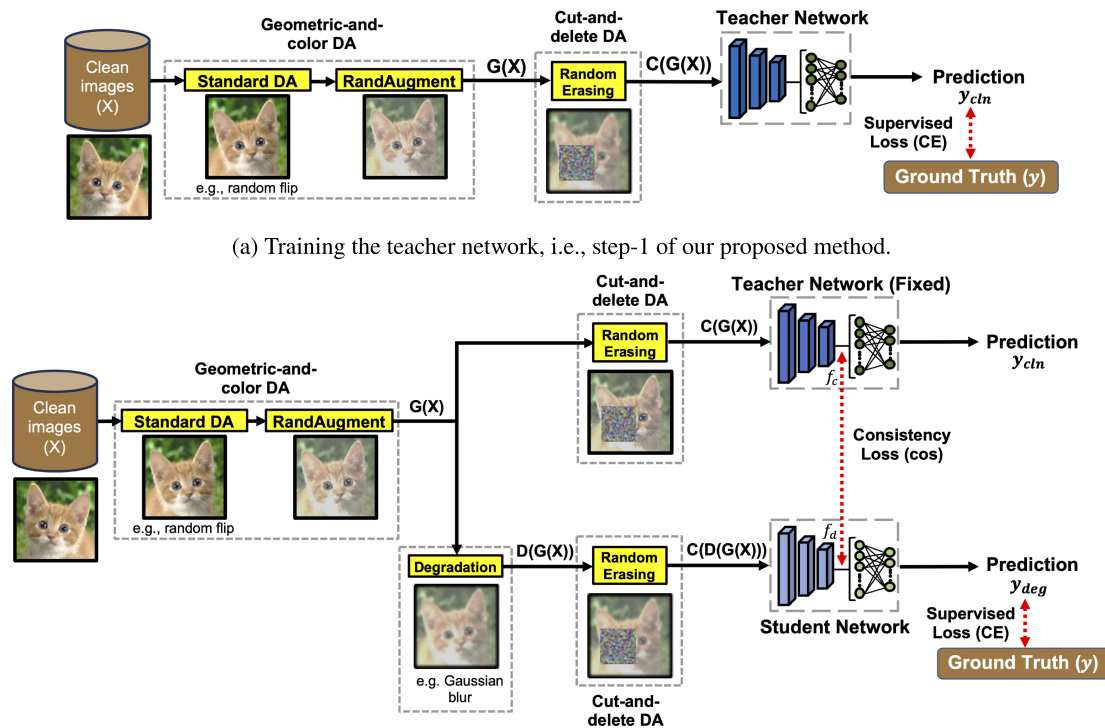 Clean
images
(X)
Geometric-and-
color DA
Standard DA
RandAugment
e.g., random flip
G(X)
Cut-and-
delete DA
Random
Erasing
C(G(X))
Teacher Network
Prediction
y_cln
Supervised
Loss (CE)
Ground Truth (y)
(a) Training the teacher network, i.e., step-1 of our proposed method.
Clean
images
(X)
Geometric-and-
color DA
Standard DA
RandAugment
e.g., random flip
G(X)
Cut-and-
delete DA
Random
Erasing
C(G(X))
Teacher Network (Fixed)
f_c
Prediction
y_cln
Consistency
Loss (cos)
Degradation
e.g. Gaussian
blur
D(G(X))
Random
Erasing
Cut-and-
delete DA
C(D(G(X)))
f_d
Student Network
Prediction
y_deg
Supervised
Loss (CE)
Ground Truth (y)